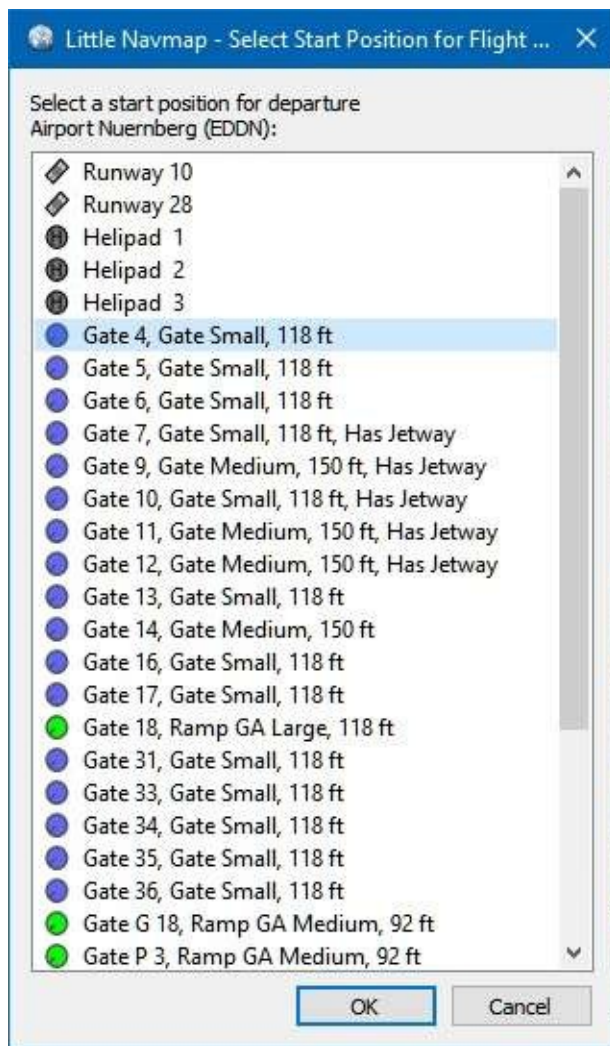 Little Navmap - Select Start Position for Flight ...
Select a start position for departure
Airport Nuernberg (EDDN):
Runway 10
Runway 28
Helipad 1
Helipad 2
Helipad 3
Gate 4, Gate Small, 118 ft
Gate 5, Gate Small, 118 ft
Gate 6, Gate Small, 118 ft
Gate 7, Gate Small, 118 ft, Has Jetway
Gate 9, Gate Medium, 150 ft, Has Jetway
Gate 10, Gate Small, 118 ft, Has Jetway
Gate 11, Gate Medium, 150 ft, Has Jetway
Gate 12, Gate Medium, 150 ft, Has Jetway
Gate 13, Gate Small, 118 ft
Gate 14, Gate Medium, 150 ft
Gate 16, Gate Small, 118 ft
Gate 17, Gate Small, 118 ft
Gate 18, Ramp GA Large, 118 ft
Gate 31, Gate Small, 118 ft
Gate 33, Gate Small, 118 ft
Gate 34, Gate Small, 118 ft
Gate 35, Gate Small, 118 ft
Gate 36, Gate Small, 118 ft
Gate G 18, Ramp GA Medium, 92 ft
Gate P 3, Ramp GA Medium, 92 ft
OK Cancel